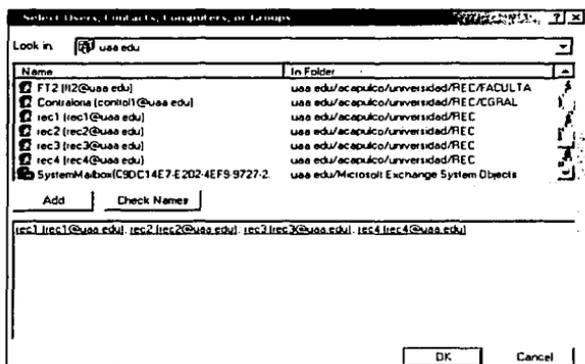 Select Users, Contacts, Computers, or Groups
Look in uaa edu
Name In Folder
FT2 (ft2@uaa edu) uaa edu/acapulco/universidad/REC/FACULTA
Contraloria (control1@uaa edu) uaa edu/acapulco/universidad/REC/CGRAL
rec1 (rec1@uaa edu) uaa edu/acapulco/universidad/REC
rec2 (rec2@uaa edu) uaa edu/acapulco/universidad/REC
rec3 (rec3@uaa edu) uaa edu/acapulco/universidad/REC
rec4 (rec4@uaa edu) uaa edu/acapulco/universidad/REC
SystemMailbox{C9DC14E7-E202-4EF9-9727-2. uaa edu/Microsoft Exchange System Objects
Add Check Names
rec1 (rec1@uaa edu). rec2 (rec2@uaa edu). rec3 (rec3@uaa edu). rec4 (rec4@uaa edu)
OK Cancel